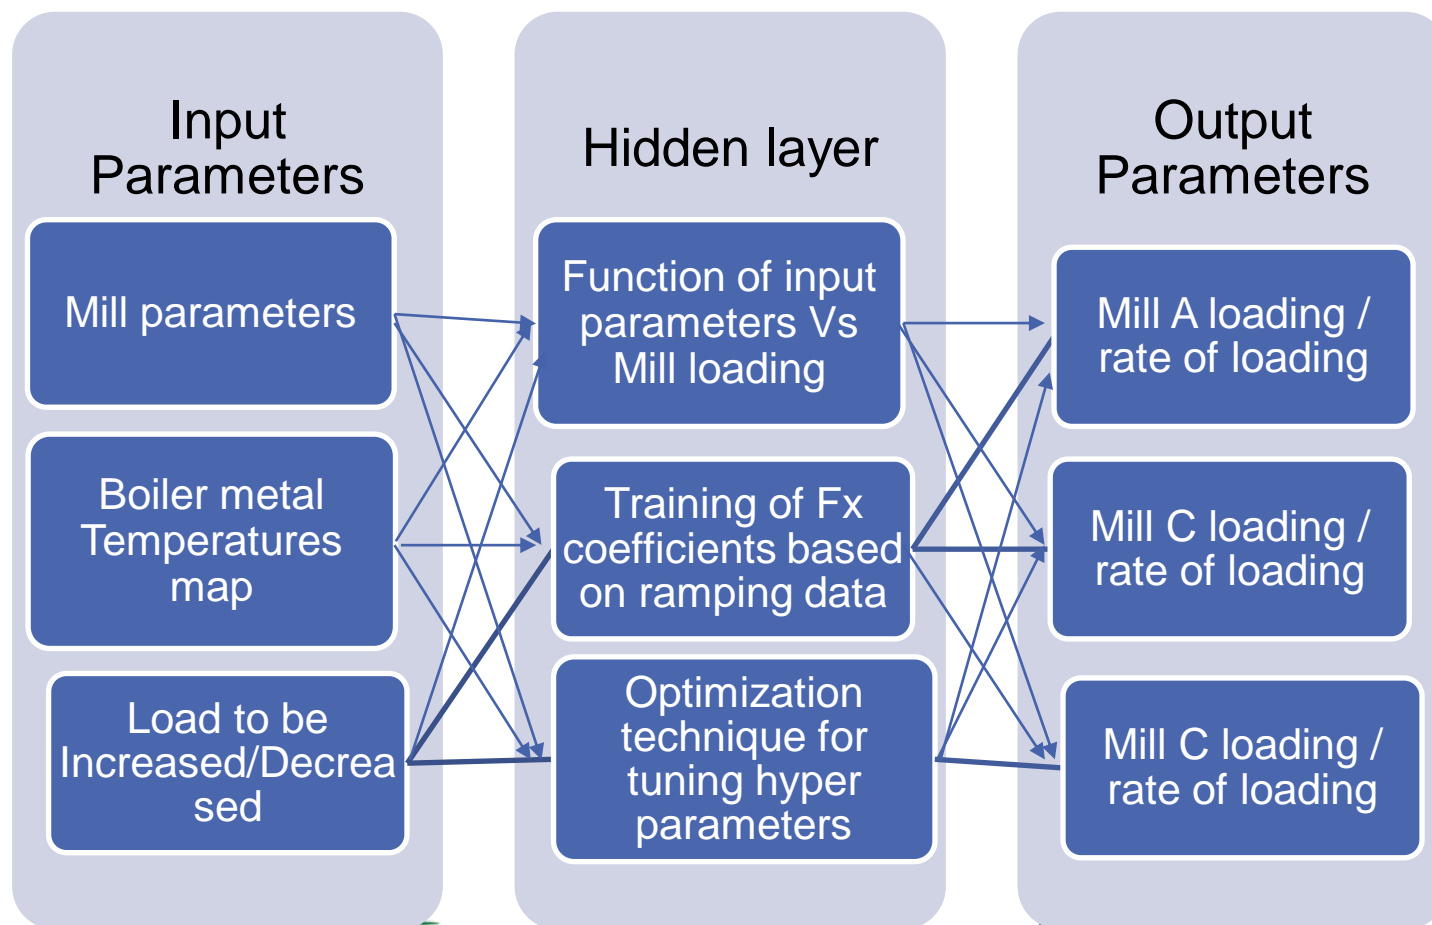 Input
Parameters
Mill parameters
Boiler metal
Temperatures
map
Load to be
Increased/Decrea
sed
Hidden layer
Function of input
parameters Vs
Mill loading
Training of Fx
coefficients based
on ramping data
Optimization
technique for
tuning hyper
parameters
Output
Parameters
Mill A loading /
rate of loading
Mill C loading /
rate of loading
Mill C loading /
rate of loading